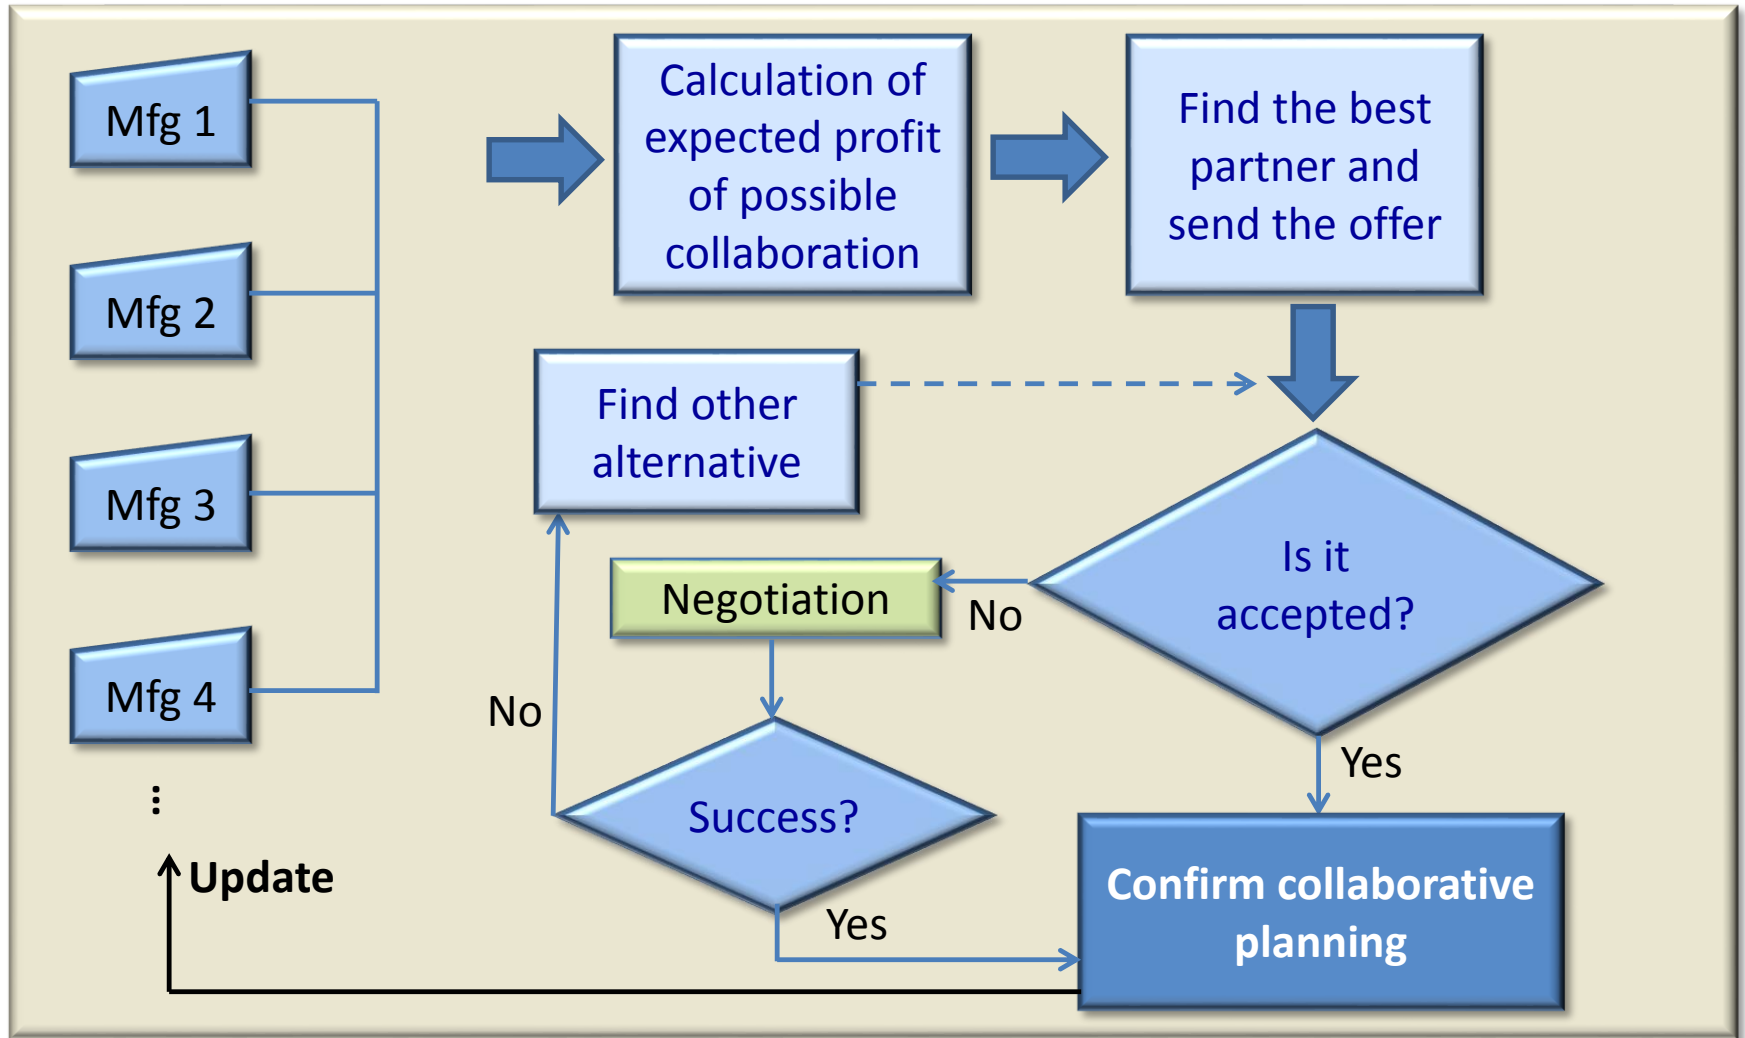 Mfg 1
Mfg 2
Mfg 3
Mfg 4
⋮
Update
Calculation of
expected profit
of possible
collaboration
Find the best
partner and
send the offer
Find other
alternative
Is it
accepted?
No
Negotiation
No
Success?
Yes
Yes
Confirm collaborative
planning